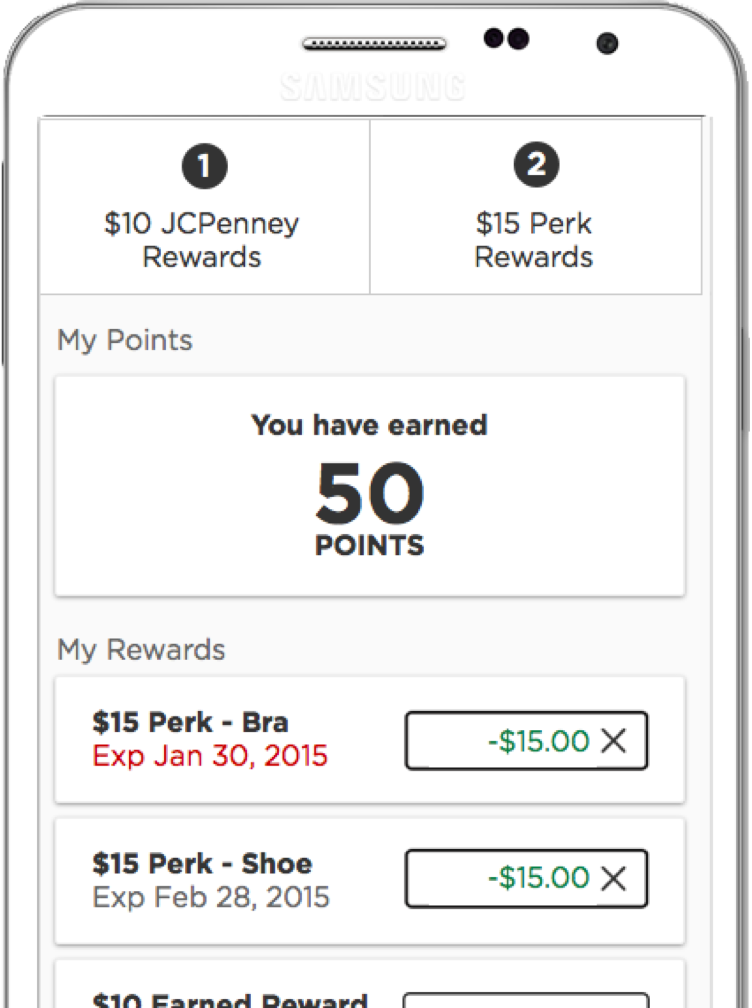 SAMSUNG
1
$10 JCPenney
Rewards
2
$15 Perk
Rewards
My Points
You have earned
50
POINTS
My Rewards
$15 Perk - Bra
Exp Jan 30, 2015
-$15.00 X
$15 Perk - Shoe
Exp Feb 28, 2015
-$15.00 X
$10 Earned Reward